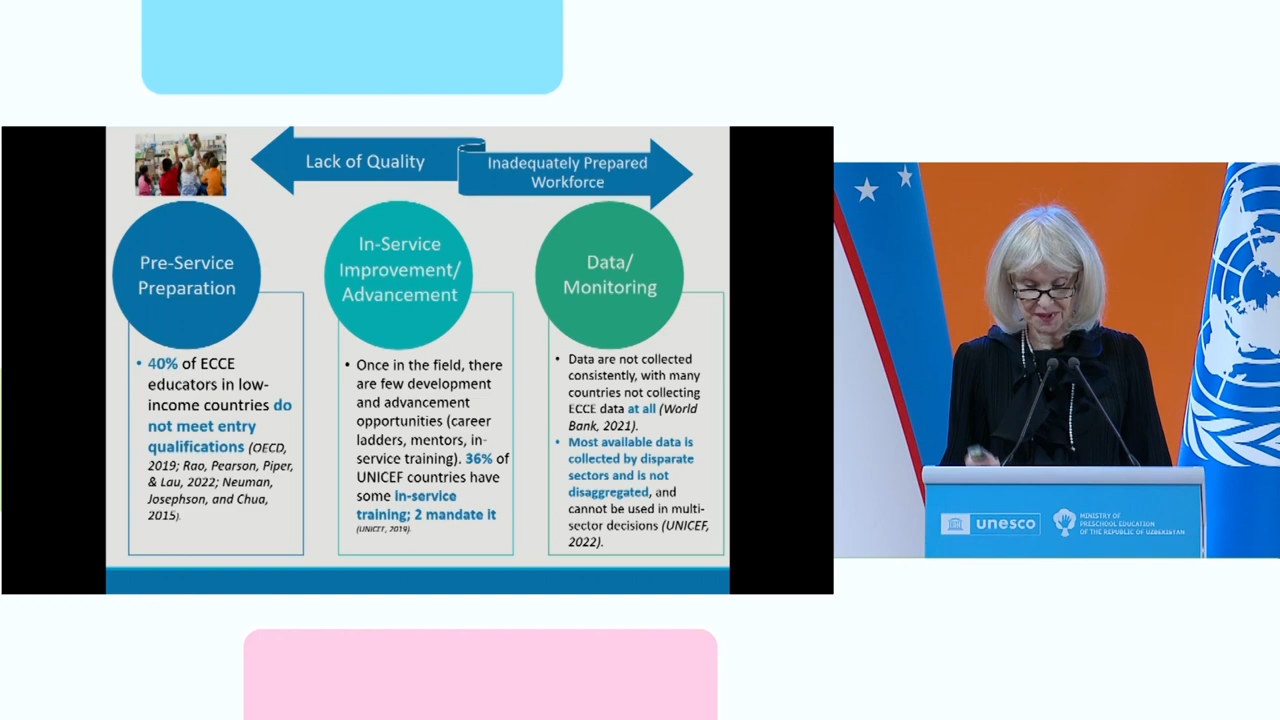 Lack of Quality
Inadequately Prepared
Workforce
Pre-Service
Preparation
• 40% of ECCE
educators in low-
income countries do
not meet entry
qualifications (OECD,
2019; Rao, Pearson, Piper,
& Lau, 2022; Neuman,
Josephson, and Chua,
2015).
In-Service
Improvement/
Advancement
• Once in the field, there
are few development
and advancement
opportunities (career
ladders, mentors, in-
service training). 36% of
UNICEF countries have
some in-service
training; 2 mandate it
(UNICEF, 2019).
Data/
Monitoring
• Data are not collected
consistently, with many
countries not collecting
ECCE data at all (World
Bank, 2021).
• Most available data is
collected by disparate
sectors and is not
disaggregated, and
cannot be used in multi-
sector decisions (UNICEF,
2022).
unesco
MINISTRY OF
PRESCHOOL EDUCATION
OF THE REPUBLIC OF UZBEKISTAN